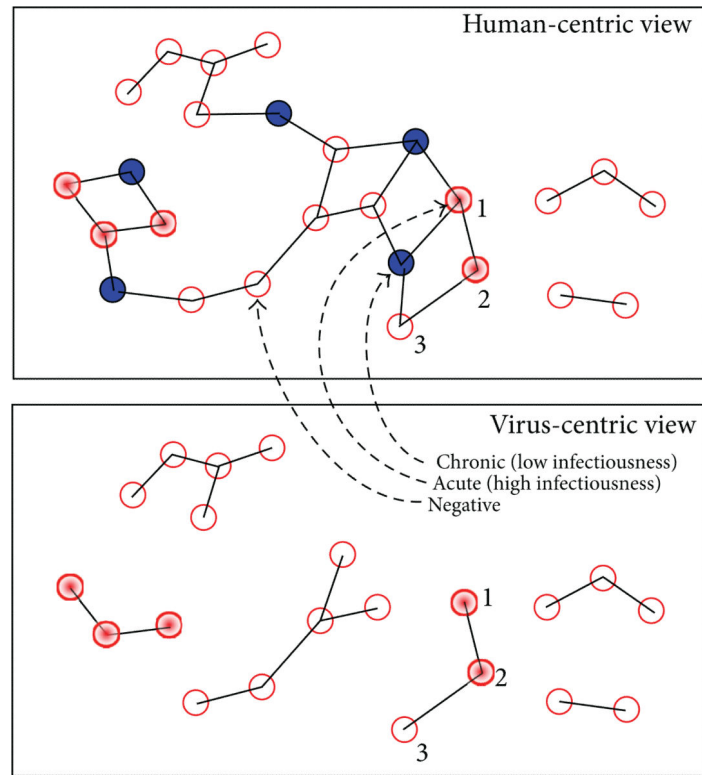 Human-centric view
1
2
3
Virus-centric view
Chronic (low infectiousness)
Acute (high infectiousness)
Negative
1
2
3